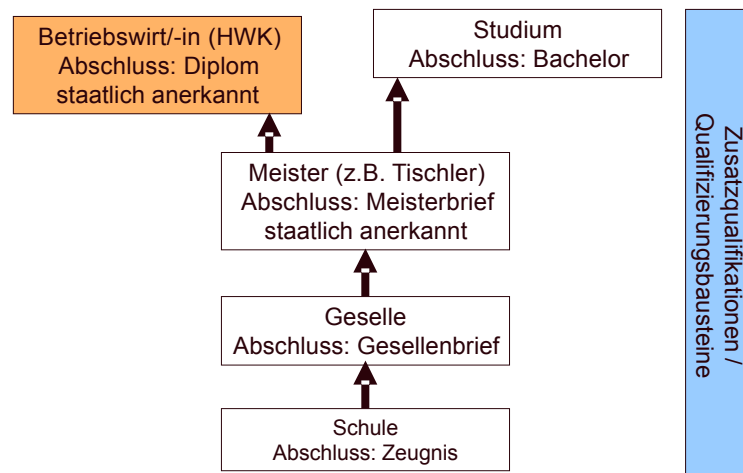 Betriebswirt/-in (HWK)
Abschluss: Diplom
staatlich anerkannt
Studium
Abschluss: Bachelor
Meister (z.B. Tischler)
Abschluss: Meisterbrief
staatlich anerkannt
Geselle
Abschluss: Gesellenbrief
Schule
Abschluss: Zeugnis
Zusatzqualifikationen /
Qualifizierungsbausteine